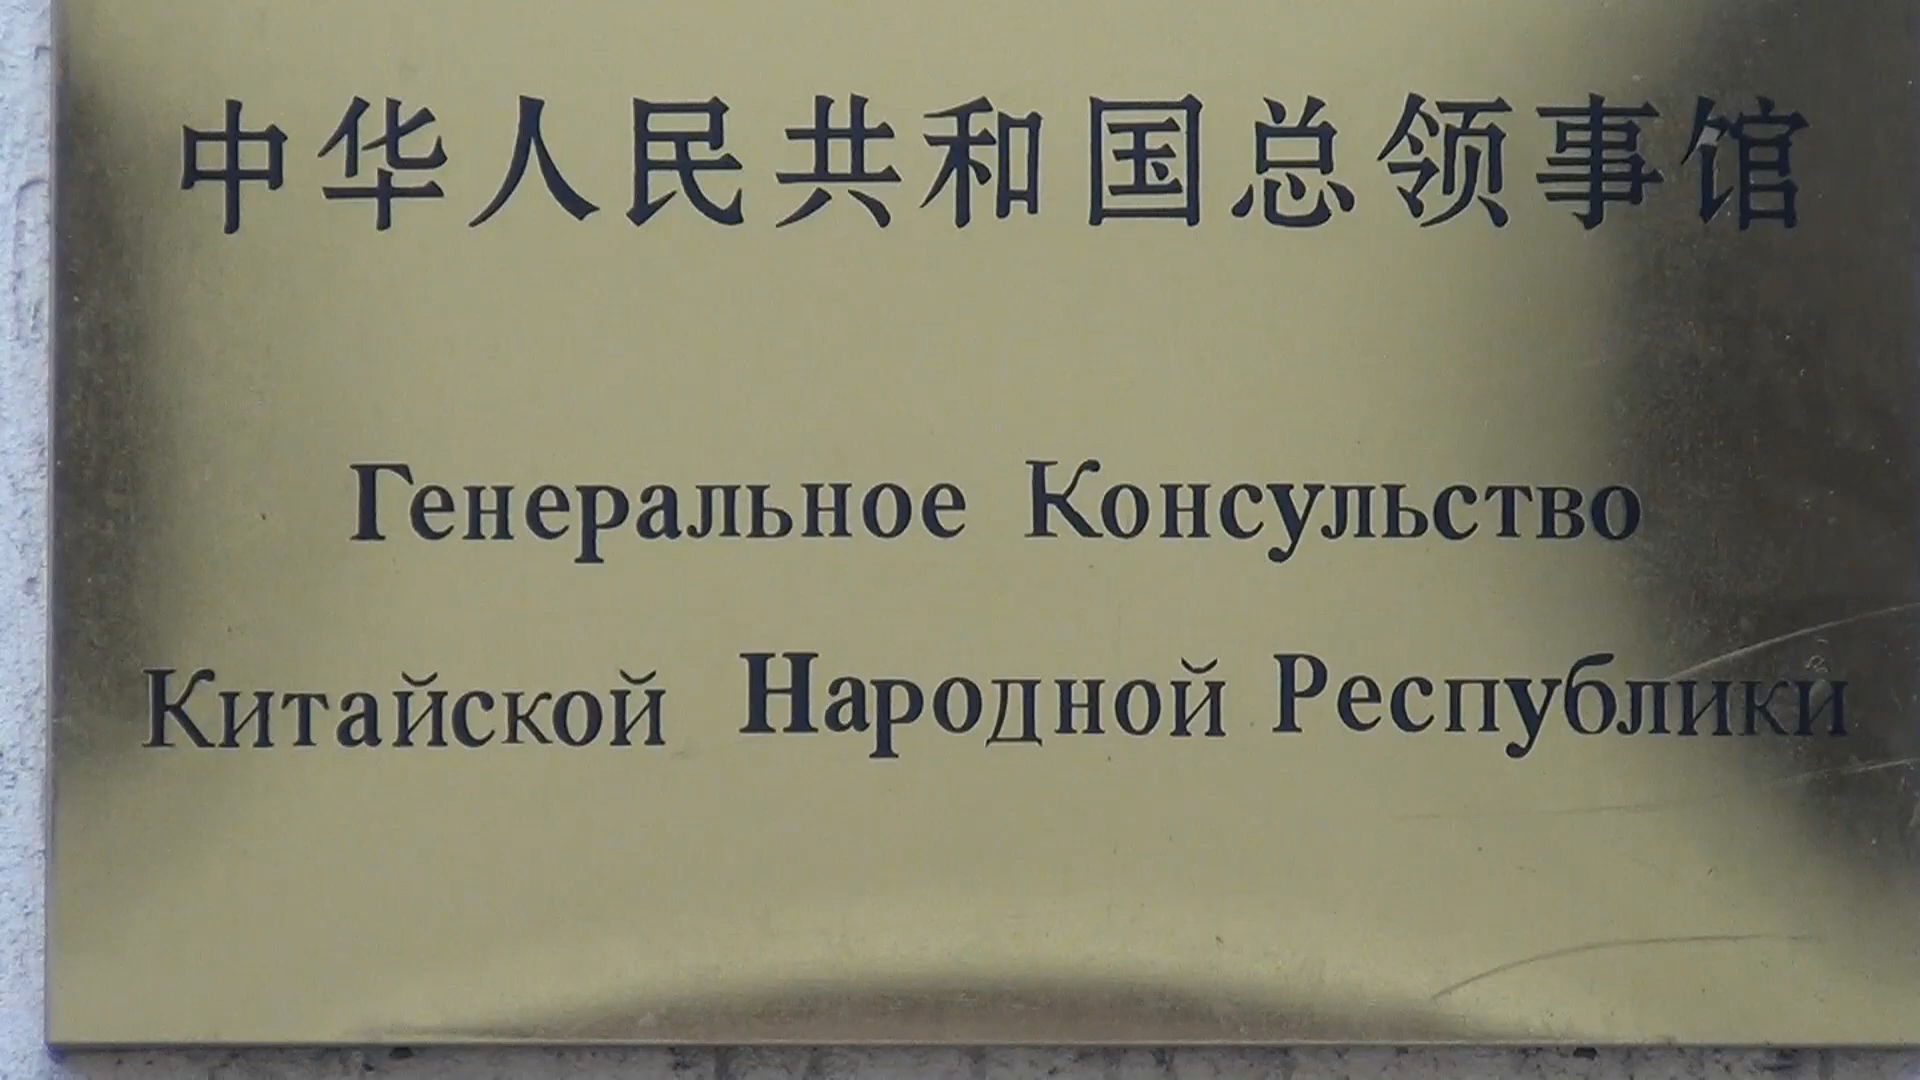 中华人民共和国总领事馆
Генеральное Консульство
Китайской Народной Республики